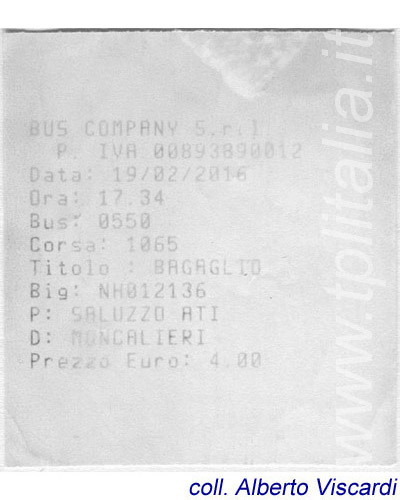 BUS COMPANY S.r.l
P. IVA 00893890012
Data: 19/02/2016
Ora: 17.34
Bus: 0550
Corsa: 1065
Titolo : BAGAGLIO
Big: NH012136
P: SALUZZO ATI
D: MONCALIERI
Prezzo Euro: 4.00
www.tplitalia.it
coll. Alberto Viscardi